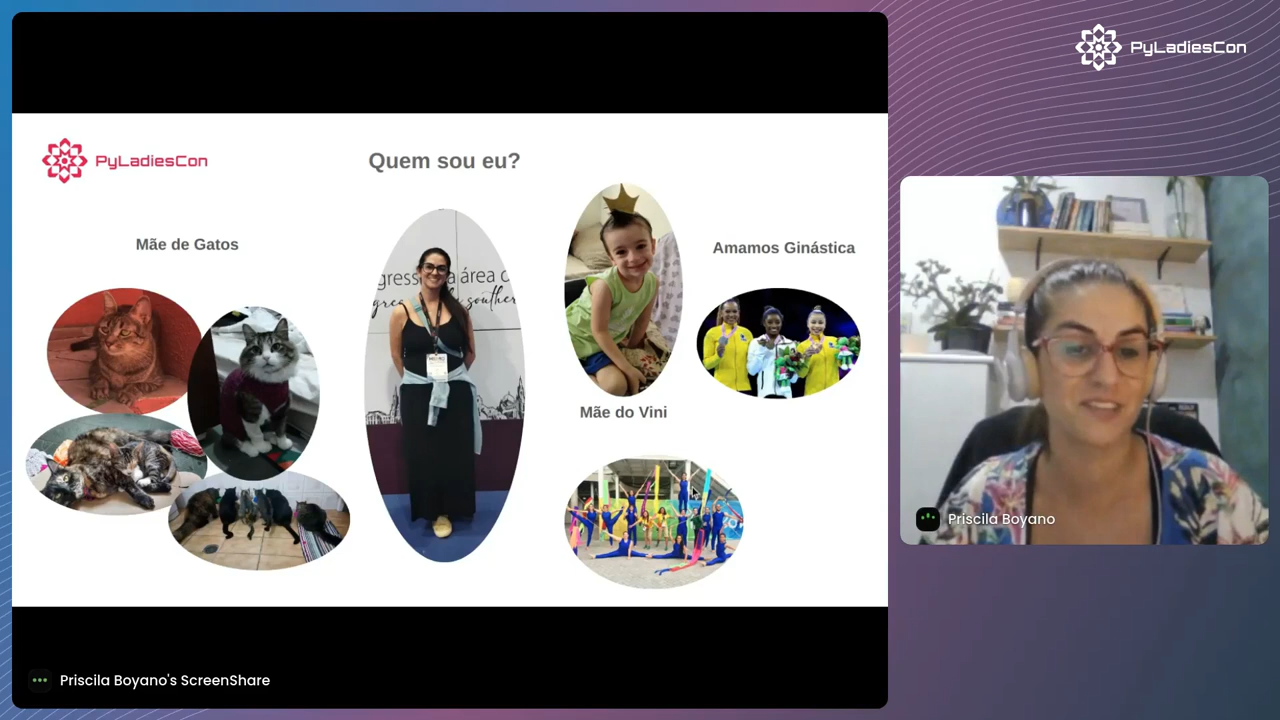 PyLadiesCon
PyLadiesCon
Quem sou eu?
Mãe de Gatos
Amamos Ginástica
Mãe do Vini
Priscila Boyano
Priscila Boyano's ScreenShare